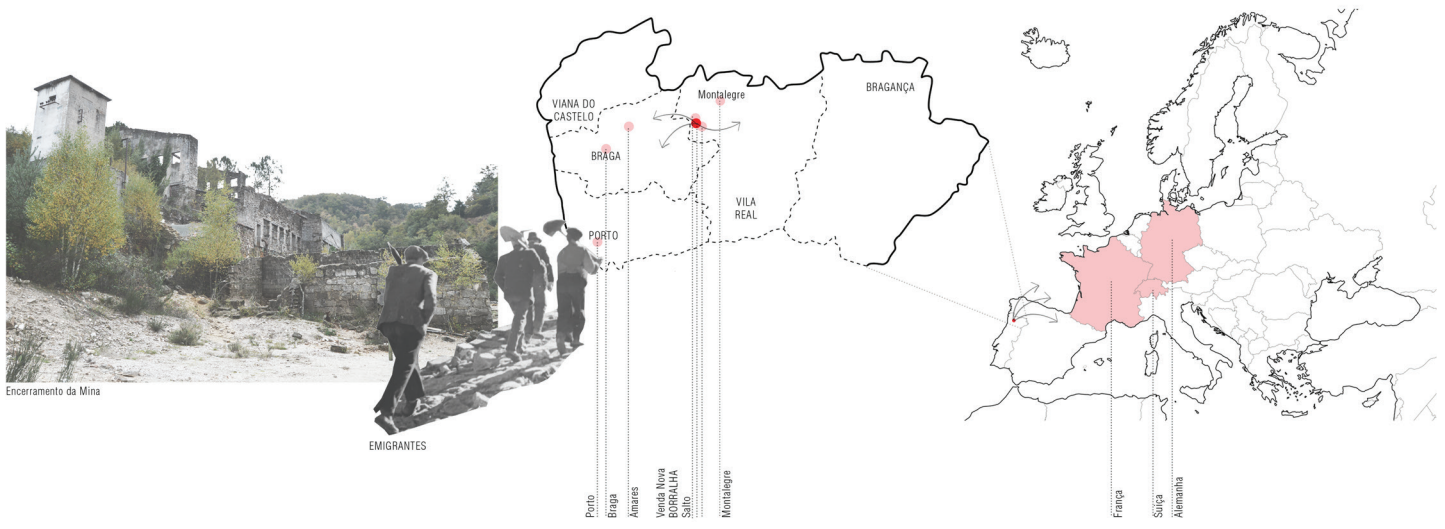 Encerramento da Mina
EMIGRANTES
VIANA DO
CASTELO
BRAGA
PORTO
Montalegre
VILA
REAL
BRAGANÇA
Porto
Braga
Amares
Venda Nova
BORRALHA
Salto
Montalegre
França
Suiça
Alemanha